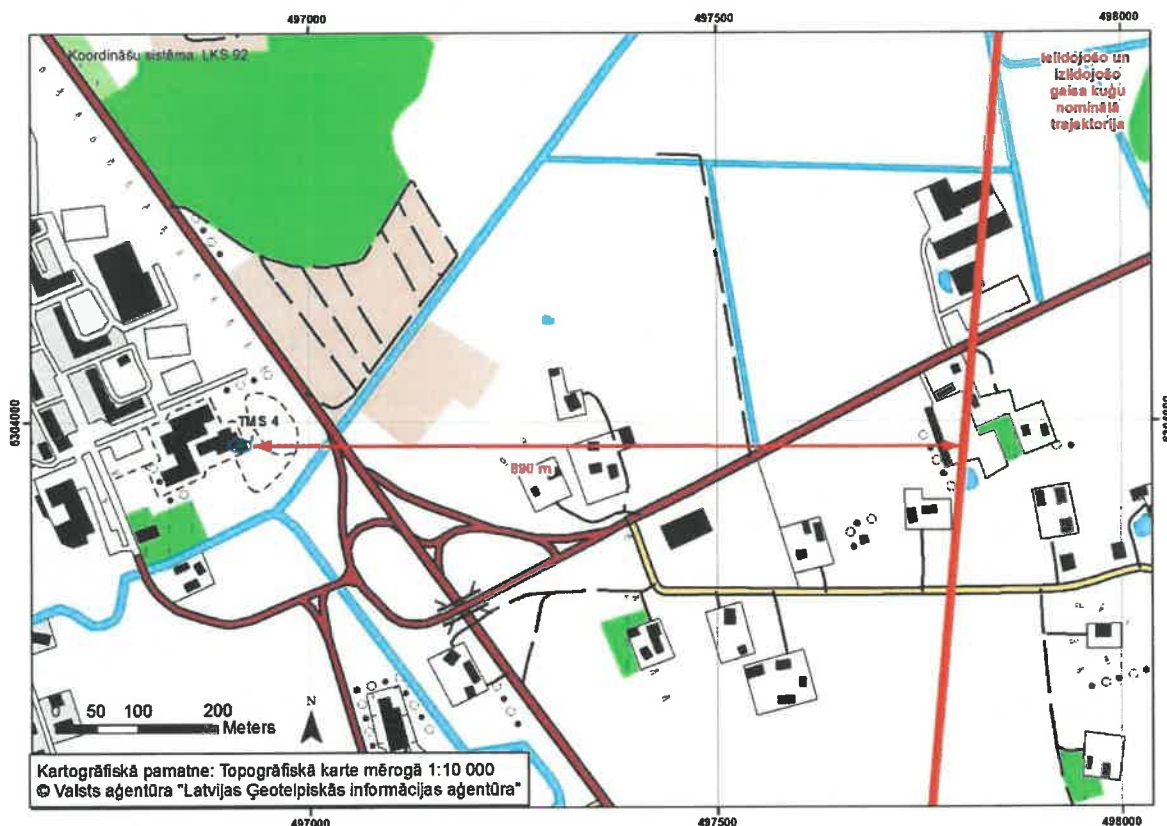 497000
497500
498000
Koordinātu sistēma: LKS 92
Ielidojošo un
izlidojošo
gaisa kuģu
nominālā
trajektorija
6304000
6304000
TMS 4
890 m
N
0 50 100 200
Meters
Kartogrāfiskā pamatne: Topogrāfiskā karte mērogā 1:10 000
© Valsts aģentūra "Latvijas Ģeotelpiskās informācijas aģentūra"
497000
497500
498000